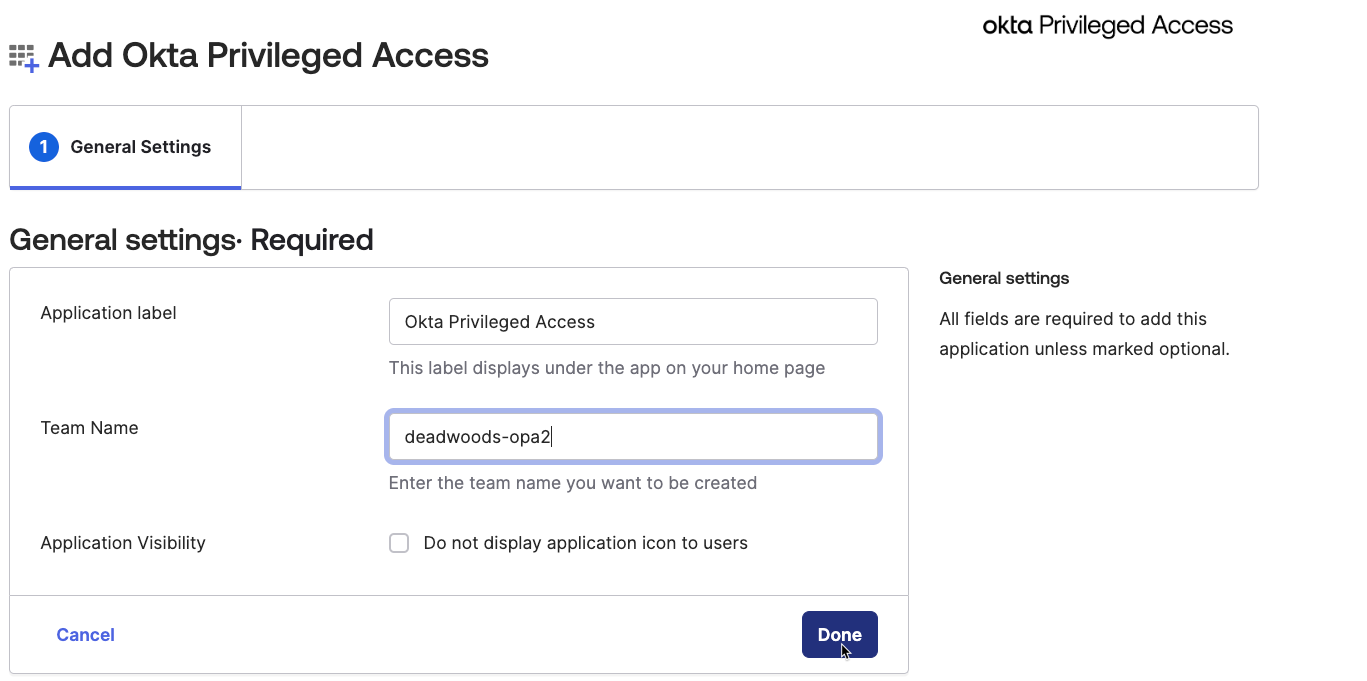 okta Privileged Access
Add Okta Privileged Access
1 General Settings
General settings· Required
Application label
Okta Privileged Access
This label displays under the app on your home page
Team Name
deadwoods-opa2
Enter the team name you want to be created
Application Visibility
Do not display application icon to users
Cancel
Done
General settings
All fields are required to add this
application unless marked optional.